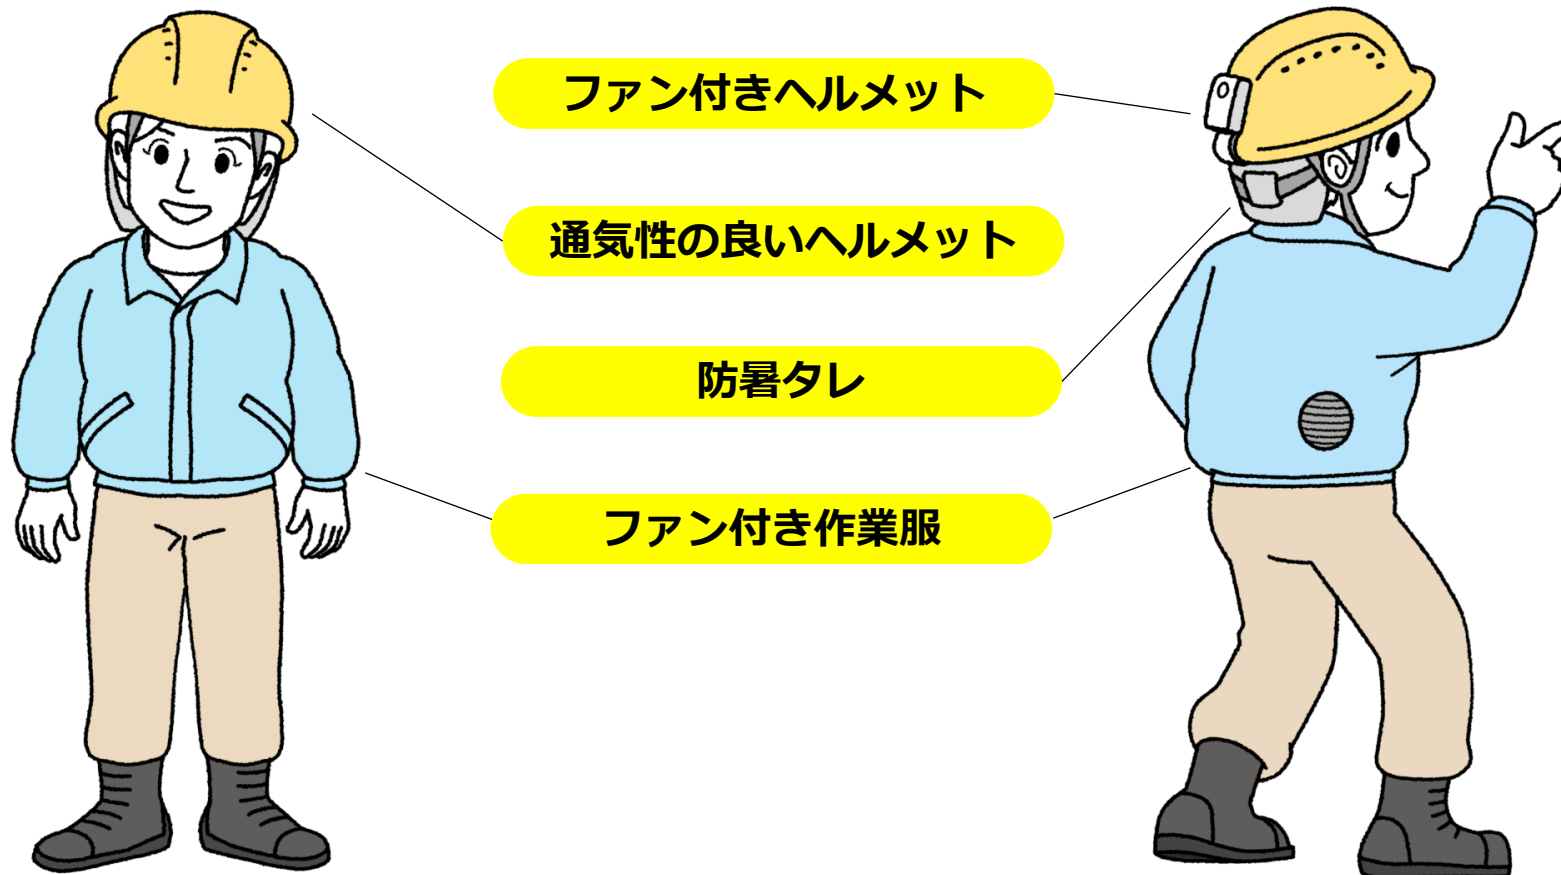 ファン付きヘルメット
通気性の良いヘルメット
防暑タレ
ファン付き作業服